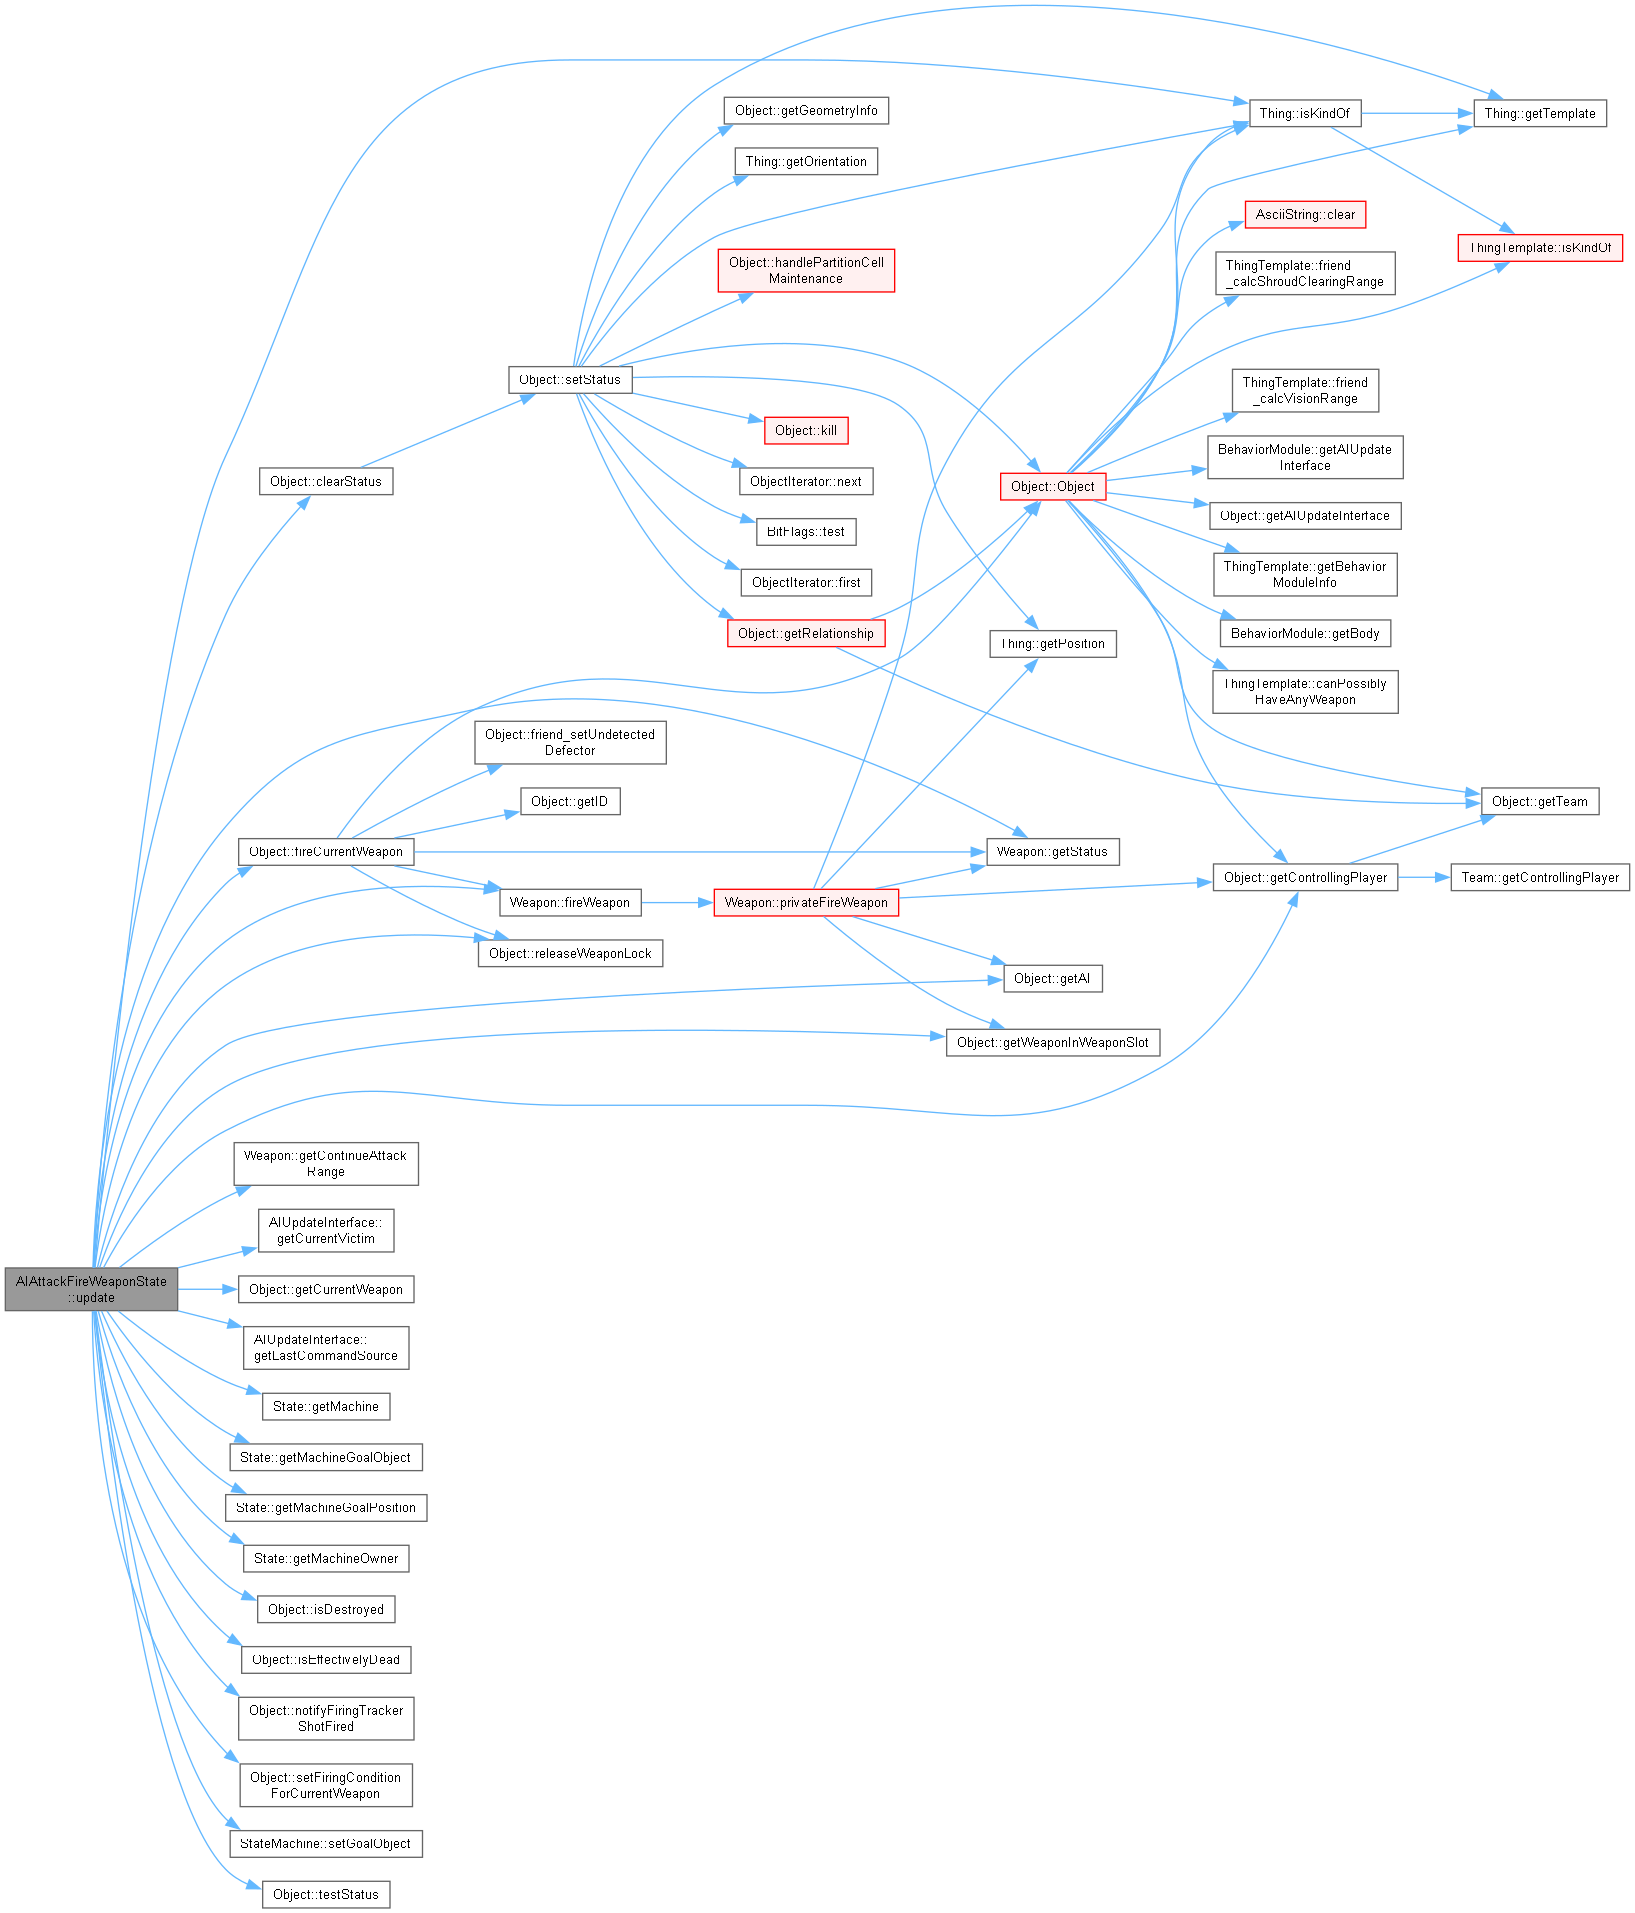 Object::getGeometryInfo
Thing::isKindOf
Thing::getTemplate
Thing::getOrientation
AsciiString::clear
ThingTemplate::isKindOf
Object::handlePartitionCell
Maintenance
ThingTemplate::friend
_calcShroudClearingRange
Object::setStatus
ThingTemplate::friend
_calcVisionRange
Object::kill
BehaviorModule::getAIUpdate
Interface
Object::clearStatus
ObjectIterator::next
Object::Object
Object::getAIUpdateInterface
BitFlags::test
ThingTemplate::getBehavior
ModuleInfo
ObjectIterator::first
Object::getRelationship
BehaviorModule::getBody
Thing::getPosition
ThingTemplate::canPossibly
HaveAnyWeapon
Object::friend_setUndetected
Defector
Object::getID
Object::getTeam
Object::fireCurrentWeapon
Weapon::getStatus
Object::getControllingPlayer
Team::getControllingPlayer
Weapon::fireWeapon
Weapon::privateFireWeapon
Object::releaseWeaponLock
Object::getAI
Object::getWeaponInWeaponSlot
Weapon::getContinueAttack
Range
AIUpdateInterface::
getCurrentVictim
AIAttackFireWeaponState
::update
Object::getCurrentWeapon
AIUpdateInterface::
getLastCommandSource
State::getMachine
State::getMachineGoalObject
State::getMachineGoalPosition
State::getMachineOwner
Object::isDestroyed
Object::isEffectivelyDead
Object::notifyFiringTracker
ShotFired
Object::setFiringCondition
ForCurrentWeapon
StateMachine::setGoalObject
Object::testStatus